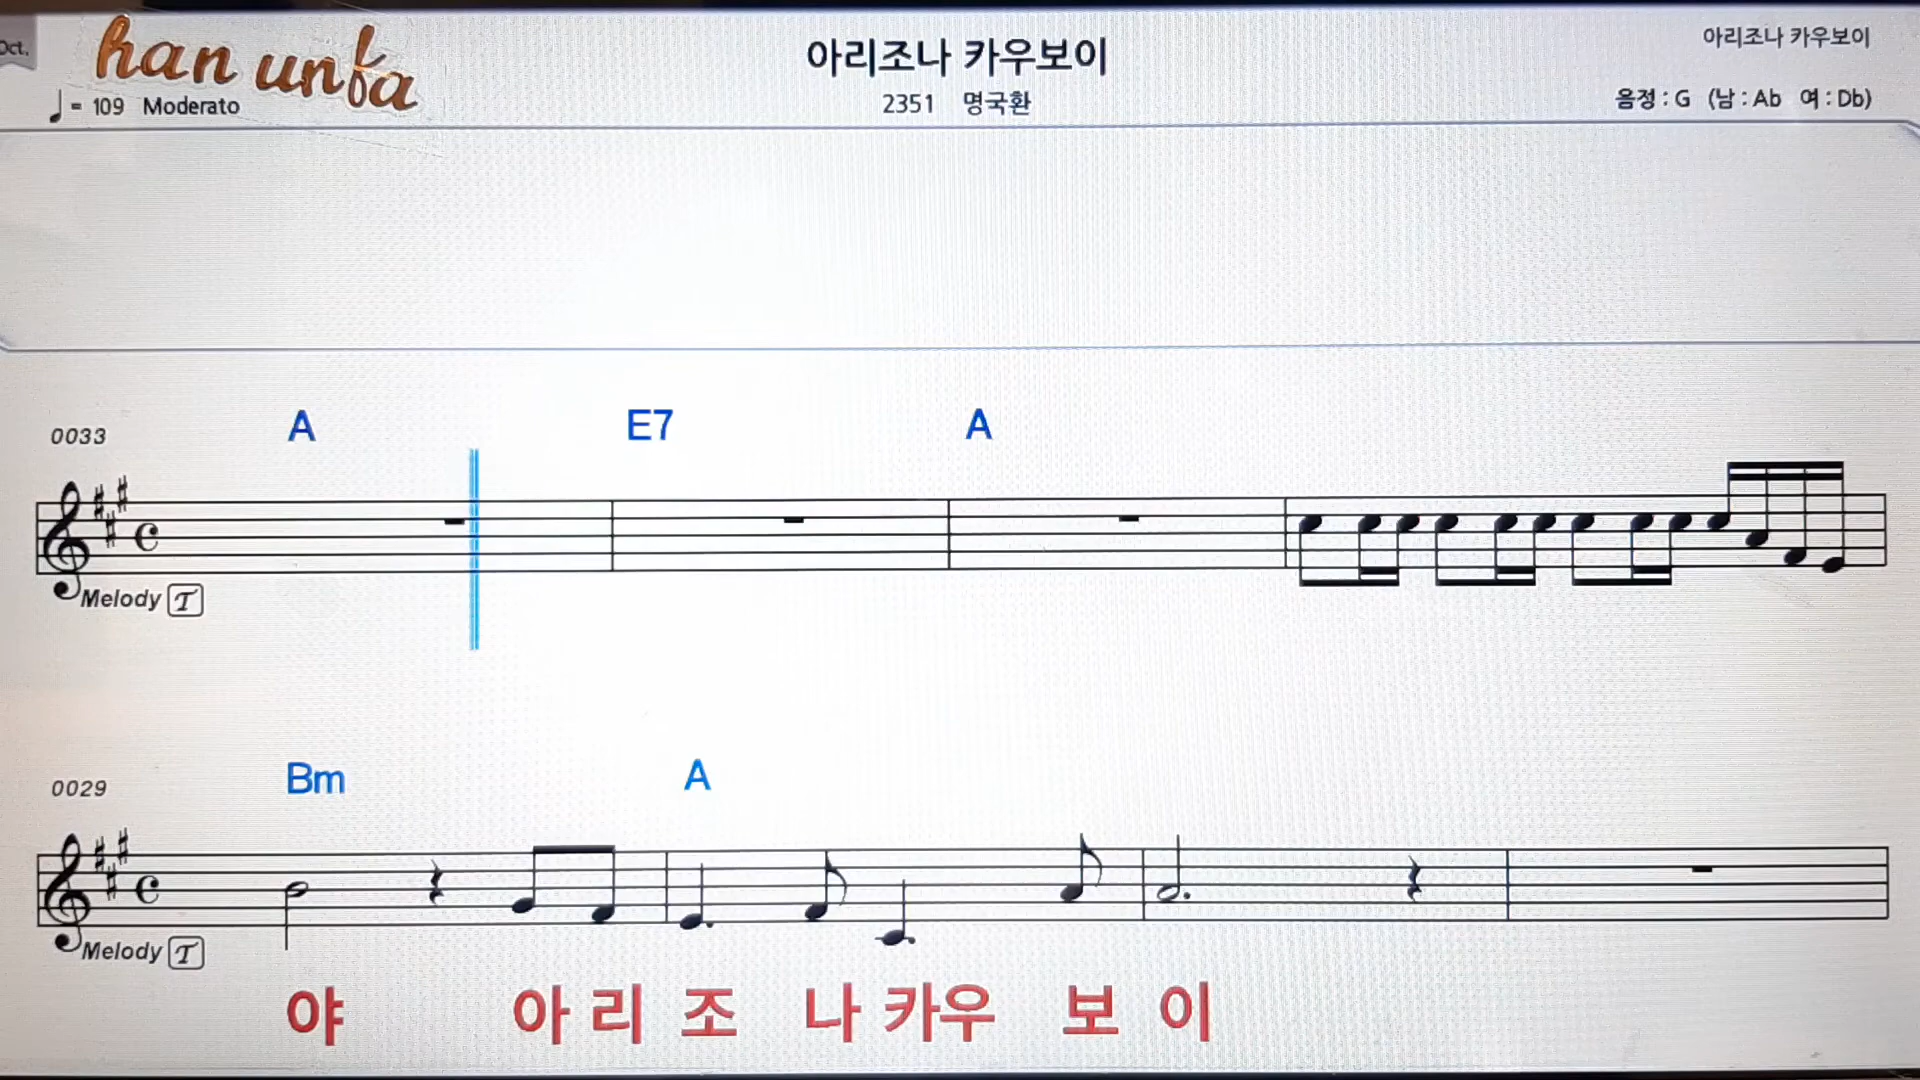 Oct.
han unfa
아리조나 카우보이
아리조나 카우보이
= 109 Moderato
2351 명국환
음정 : G (남 : Ab 여 : Db)
A E7 A
0033
Melody T
Bm A
0029
Melody T
야 아 리 조 나 카우 보 이